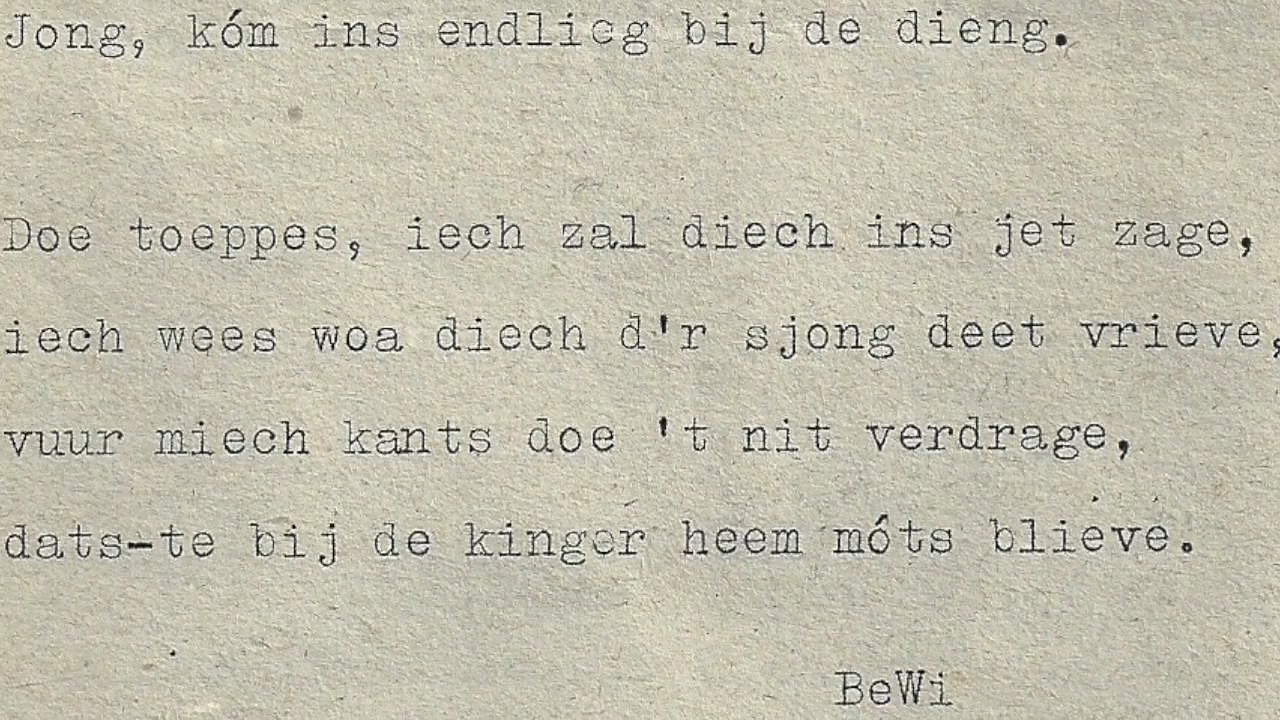 Jong, kóm ins endlicg bij de dieng.
Doe toeppes, iech zal diech ins jet zage,
iech wees woa diech d'r sjong deet vrieve,
vuur miech kants doe 't nit verdrage,
dats-te bij de kinger heem móts blieve.
BeWi